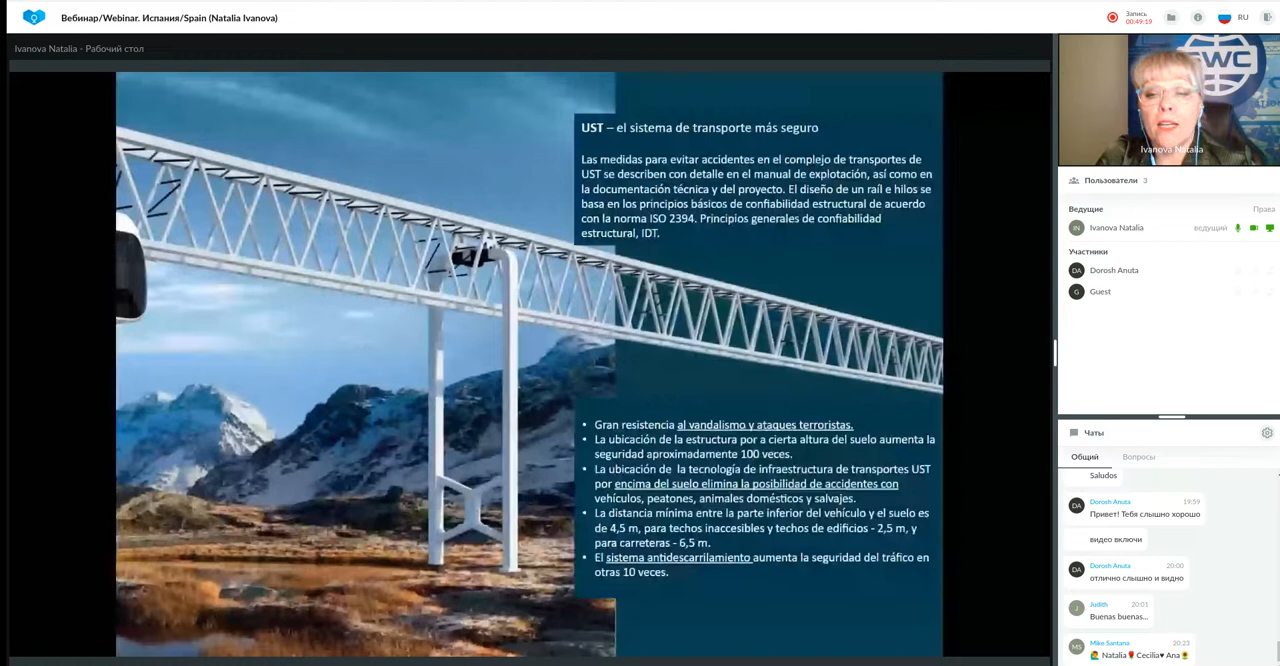 Вебинар/Webinar. Испания/Spain (Natalia Ivanova)
Запись
00:49:19
RU
Ivanova Natalia - Рабочий стол
UST – el sistema de transporte más seguro
Las medidas para evitar accidentes en el complejo de transportes de
UST se describen con detalle en el manual de explotación, así como en
la documentación técnica y del proyecto. El diseño de un raíl e hilos se
basa en los principios básicos de confiabilidad estructural de acuerdo
con la norma ISO 2394. Principios generales de confiabilidad
estructural, IDT.
• Gran resistencia al vandalismo y ataques terroristas.
• La ubicación de la estructura por a cierta altura del suelo aumenta la
seguridad aproximadamente 100 veces.
• La ubicación de la tecnología de infraestructura de transportes UST
por encima del suelo elimina la posibilidad de accidentes con
vehículos, peatones, animales domésticos y salvajes.
• La distancia mínima entre la parte inferior del vehículo y el suelo es
de 4,5 m, para techos inaccesibles y techos de edificios - 2,5 m, y
para carreteras - 6,5 m.
• El sistema antidescarrilamiento aumenta la seguridad del tráfico en
otras 10 veces.
WC
Ivanova Natalia
Пользователи 3
Ведущие Права
IN Ivanova Natalia ведущий
Участники
DA Dorosh Anuta
G Guest
Чаты
Общий Вопросы
Saludos
DA Dorosh Anuta 19:59
Привет! Тебя слышно хорошо
видео включи
DA Dorosh Anuta 20:00
отлично слышно и видно
J Judith 20:01
Buenas buenas...
MS Mike Santana 20:23
🙋 Natalia🌹Cecilia♥ Ana🌻